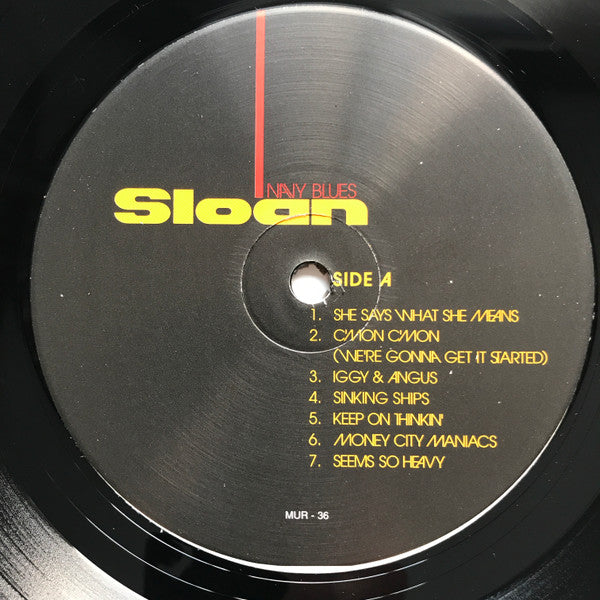 NAVY BLUES
Sloan
SIDE A
1. SHE SAYS WHAT SHE MEANS
2. C'MON C'MON
(WE'RE GONNA GET IT STARTED)
3. IGGY & ANGUS
4. SINKING SHIPS
5. KEEP ON THINKIN'
6. MONEY CITY MANIACS
7. SEEMS SO HEAVY
MUR - 36